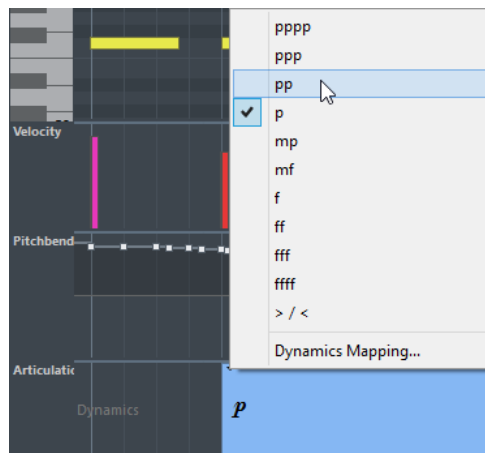 pppp
ppp
pp
p
mp
mf
f
ff
fff
ffff
> / <
Dynamics Mapping...
Velocity
Pitchbend
Articulatic
Dynamics
p